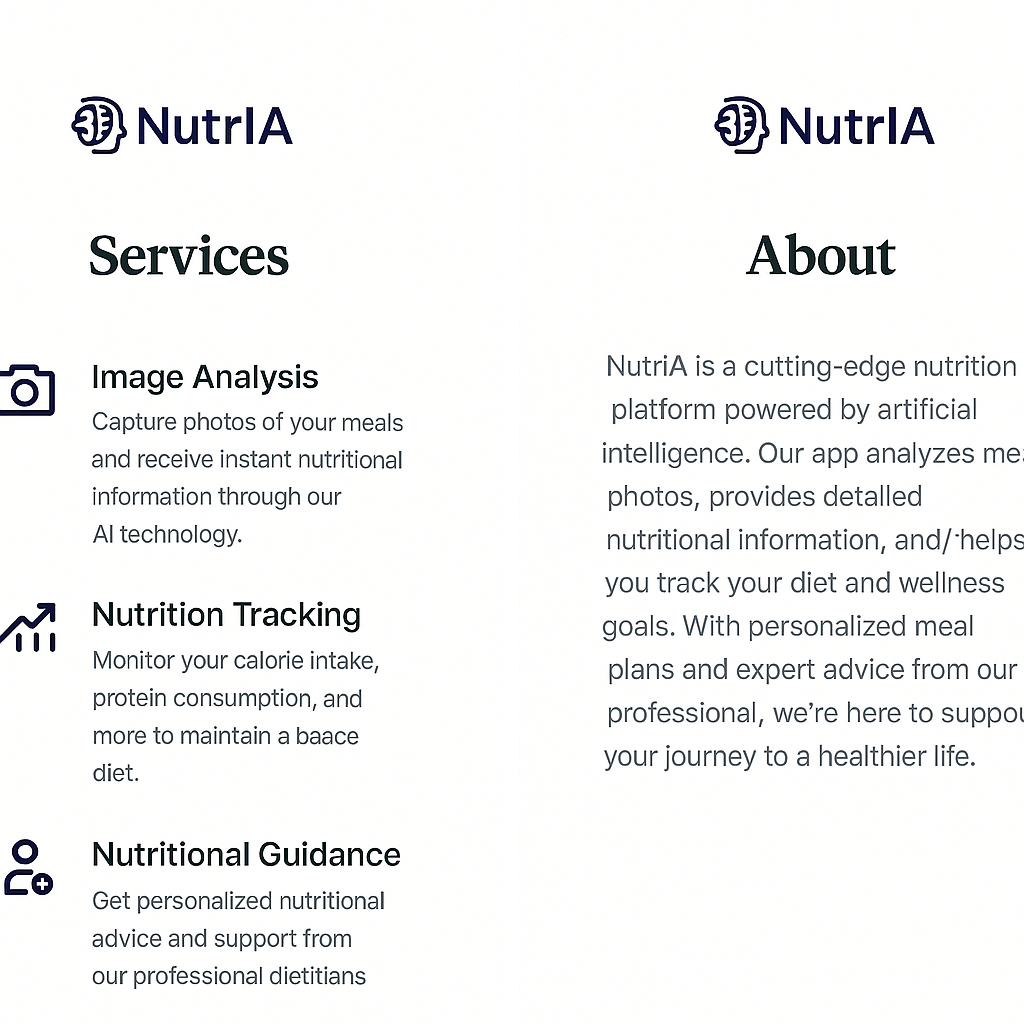 NutrIA
Services
Image Analysis
Capture photos of your meals
and receive instant nutritional
information through our
AI technology.
Nutrition Tracking
Monitor your calorie intake,
protein consumption, and
more to maintain a baace
diet.
Nutritional Guidance
Get personalized nutritional
advice and support from
our professional dietitians
NutrIA
About
NutriA is a cutting-edge nutrition
platform powered by artificial
intelligence. Our app analyzes mea
photos, provides detalled
nutritional information, and/ helps
you track your diet and wellness
goals. With personalized meal
plans and expert advice from our
professional, we’re here to suppou
your journey to a healthier life.